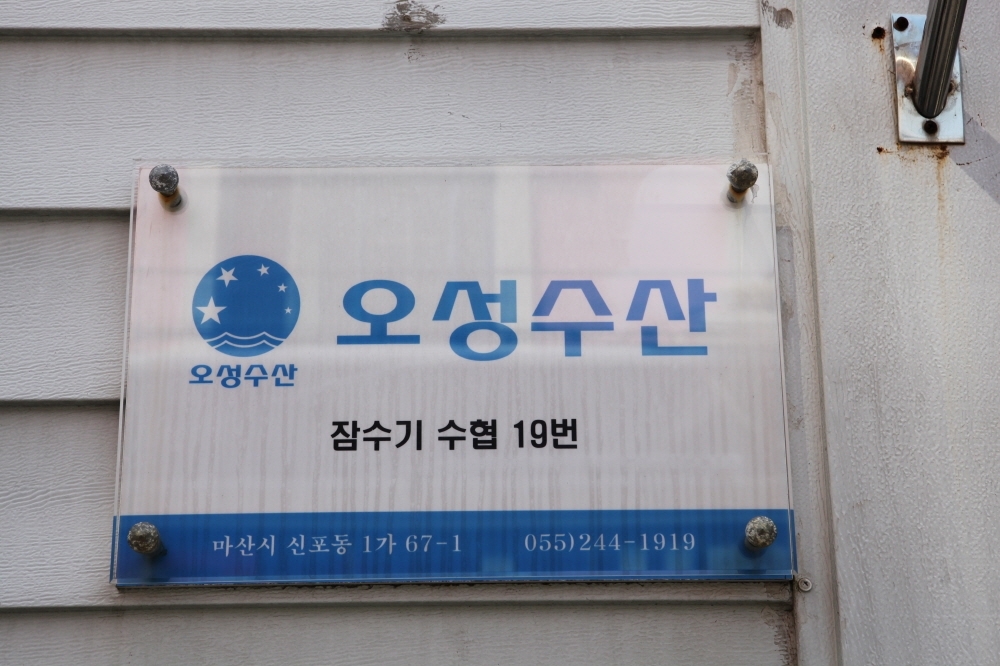 오성수산
오성수산
잠수기 수협 19번
마산시 신포동 1가 67-1 055)244-1919